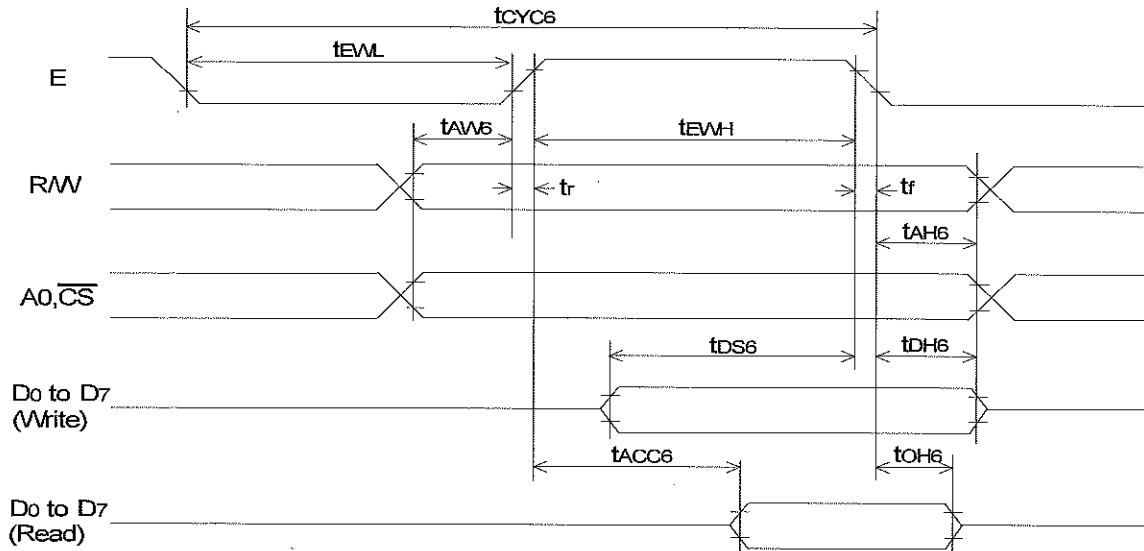 tCYC6
tEWL
E
tAW6
tEWH
R/W
tr
tf
tAH6
A0,C̅S̅
tDS6
tDH6
D0 to D7
(Write)
tACC6
tOH6
D0 to D7
(Read)